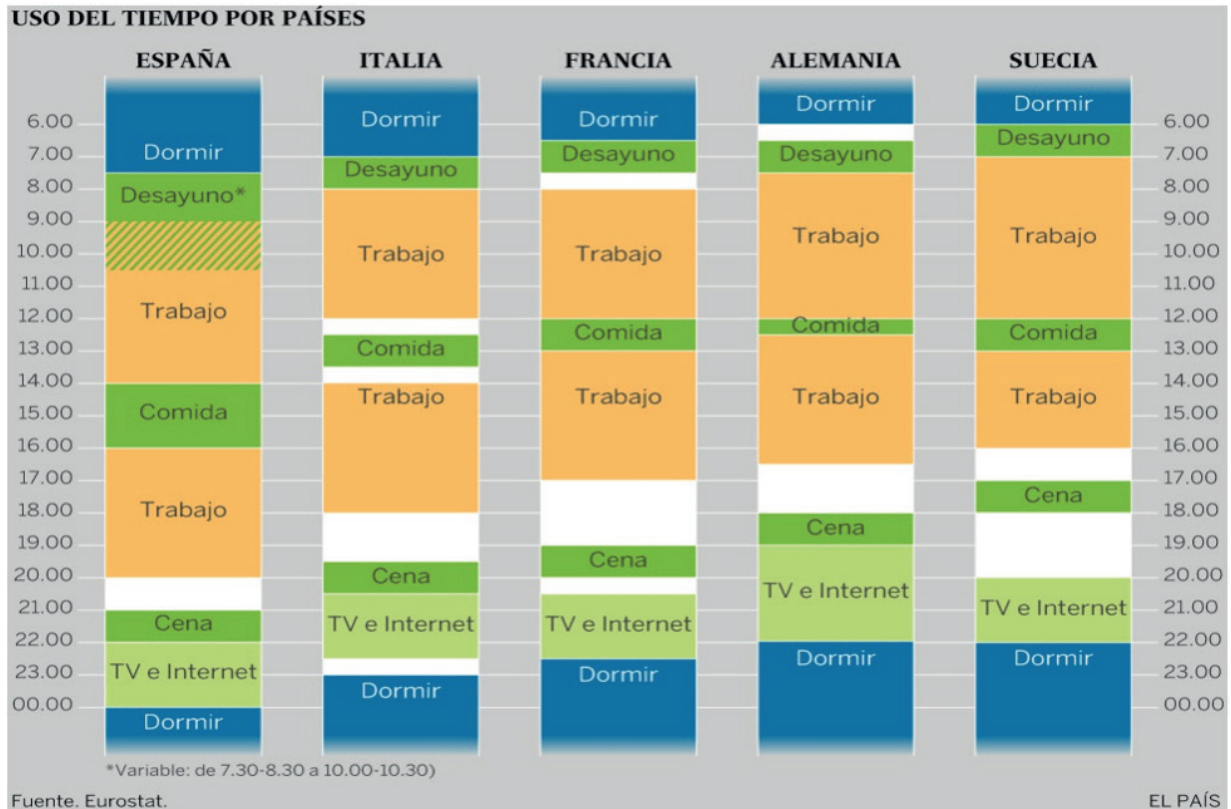 USO DEL TIEMPO POR PAÍSES
ESPAÑA ITALIA FRANCIA ALEMANIA SUECIA
Dormir Dormir
Dormir Dormir
6.00 6.00
Desayuno
Dormir
7.00 Desayuno Desayuno 7.00
Desayuno
8.00 8.00
Desayuno*
9.00 9.00
Trabajo Trabajo
10.00 Trabajo Trabajo 10.00
11.00 11.00
Trabajo
12.00 12.00
Comida
Comida Comida
13.00 Comida 13.00
14.00 14.00
Trabajo Trabajo Trabajo Trabajo
15.00 Comida 15.00
16.00 16.00
17.00 17.00
Cena
18.00 Trabajo 18.00
Cena
19.00 19.00
Cena
20.00 Cena 20.00
TV e Internet
21.00 TV e Internet 21.00
Cena TV e Internet TV e Internet
22.00 22.00
Dormir Dormir
23.00 TV e Internet Dormir 23.00
Dormir
00.00 00.00
Dormir
*Variable: de 7.30-8.30 a 10.00-10.30)
Fuente. Eurostat. EL PAÍS